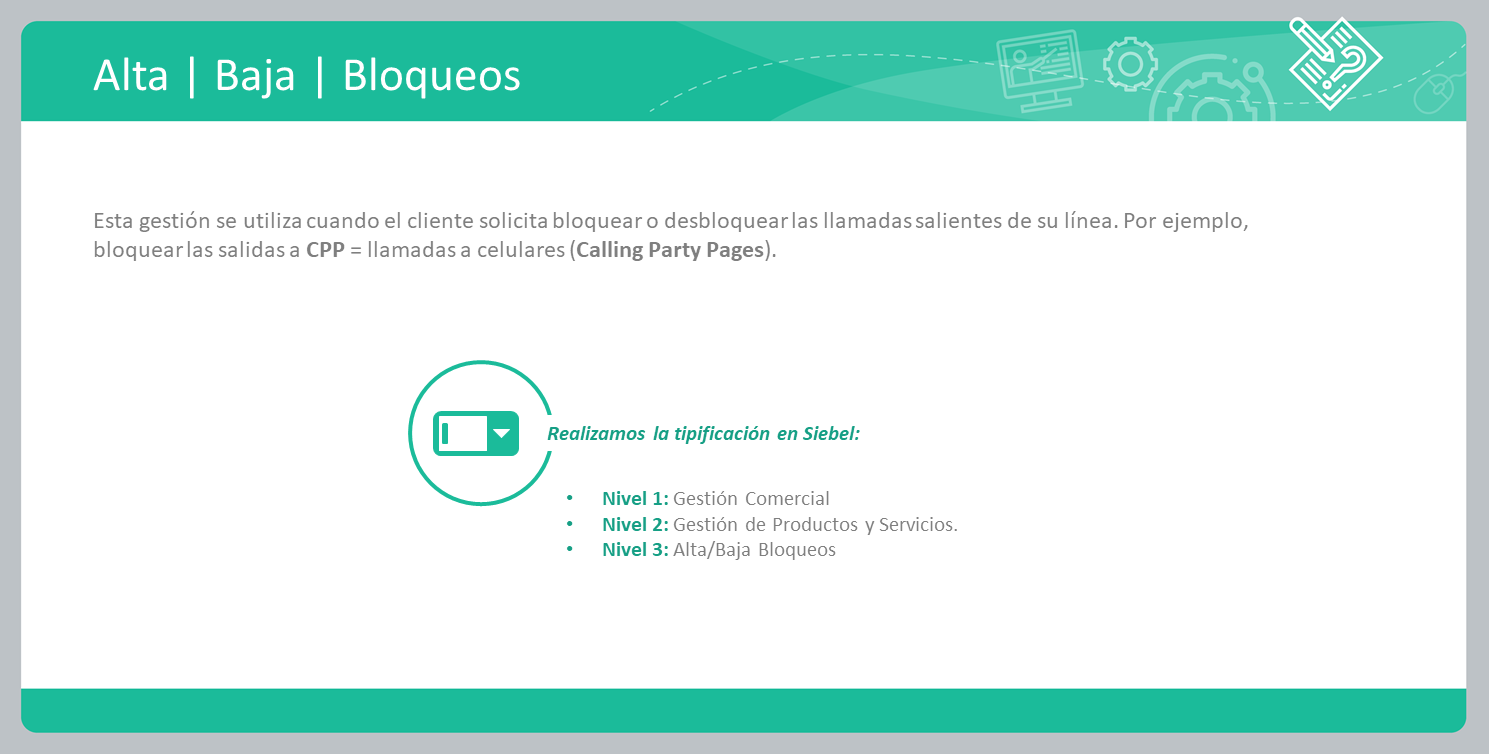 Alta | Baja | Bloqueos
Esta gestión se utiliza cuando el cliente solicita bloquear o desbloquear las llamadas salientes de su línea. Por ejemplo,
bloquear las salidas a CPP = llamadas a celulares (Calling Party Pages).
Realizamos la tipificación en Siebel:
• Nivel 1: Gestión Comercial
• Nivel 2: Gestión de Productos y Servicios.
• Nivel 3: Alta/Baja Bloqueos